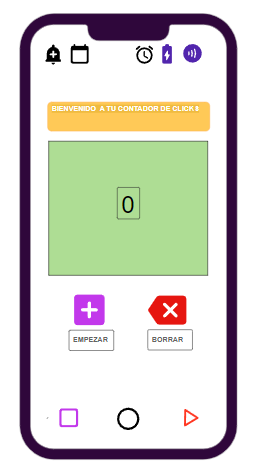 BIENVENIDO A TU CONTADOR DE CLICKS
0
EMPEZAR
BORRAR